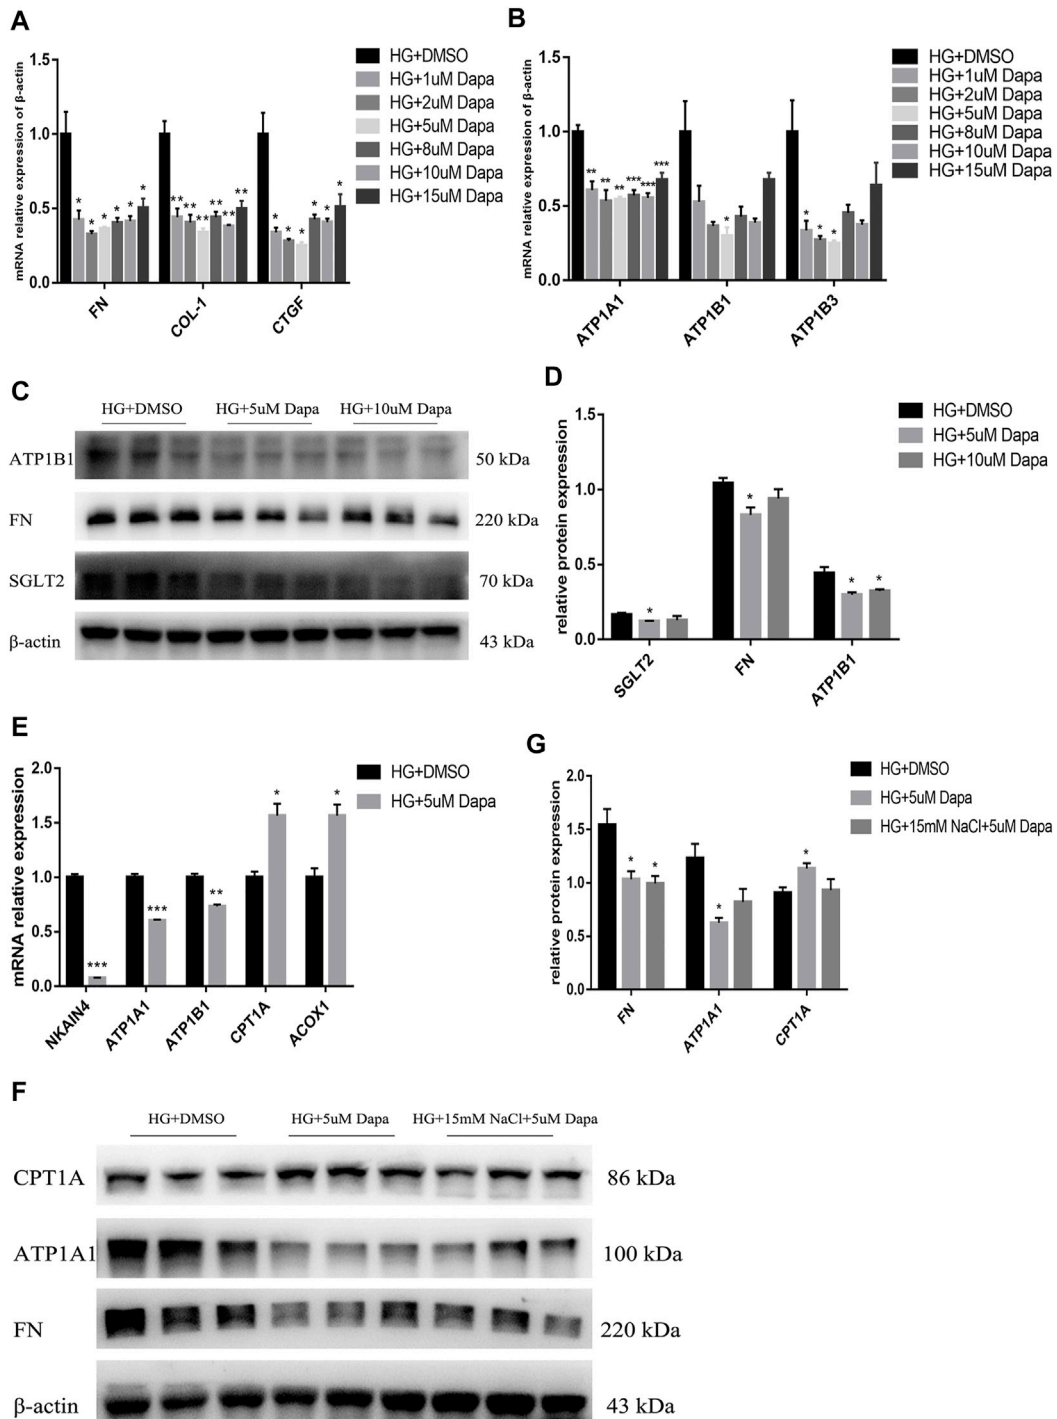 A
mRNA relative expression of β-actin
1.5
1.0
0.5
0.0
* * * * * *
** ** ** ** ** **
* * * * * *
FN
COL-1
CTGF
HG+DMSO
HG+1uM Dapa
HG+2uM Dapa
HG+5uM Dapa
HG+8uM Dapa
HG+10uM Dapa
HG+15uM Dapa
B
mRNA relative expression of β-actin
1.5
1.0
0.5
0.0
** ** ** *** *** ***
*
* * *
ATP1A1
ATP1B1
ATP1B3
HG+DMSO
HG+1uM Dapa
HG+2uM Dapa
HG+5uM Dapa
HG+8uM Dapa
HG+10uM Dapa
HG+15uM Dapa
C
HG+DMSO HG+5uM Dapa HG+10uM Dapa
ATP1B1 50 kDa
FN 220 kDa
SGLT2 70 kDa
β-actin 43 kDa
D
relative protein expression
1.5
1.0
0.5
0.0
*
*
* *
SGLT2
FN
ATP1B1
HG+DMSO
HG+5uM Dapa
HG+10uM Dapa
E
mRNA relative expression
2.0
1.5
1.0
0.5
0.0
***
***
**
*
*
NKAIN4
ATP1A1
ATP1B1
CPT1A
ACOX1
HG+DMSO
HG+5uM Dapa
G
relative protein expression
2.0
1.5
1.0
0.5
0.0
* *
*
*
FN
ATP1A1
CPT1A
HG+DMSO
HG+5uM Dapa
HG+15mM NaCl+5uM Dapa
F
HG+DMSO HG+5uM Dapa HG+15mM NaCl+5uM Dapa
CPT1A 86 kDa
ATP1A1 100 kDa
FN 220 kDa
β-actin 43 kDa